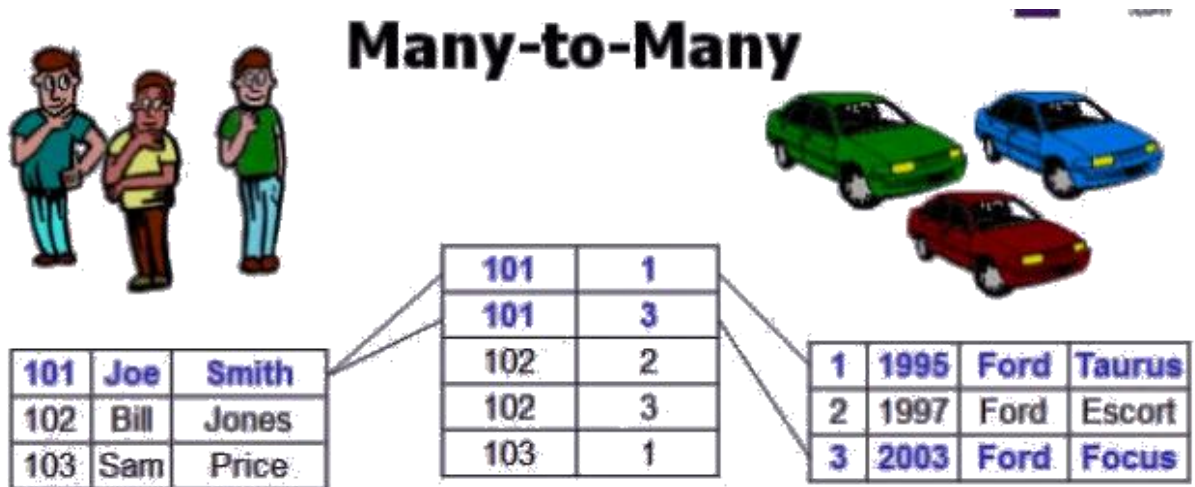 Many-to-Many
101 1
101 3
102 2
102 3
103 1
101 Joe Smith
102 Bill Jones
103 Sam Price
1 1995 Ford Taurus
2 1997 Ford Escort
3 2003 Ford Focus